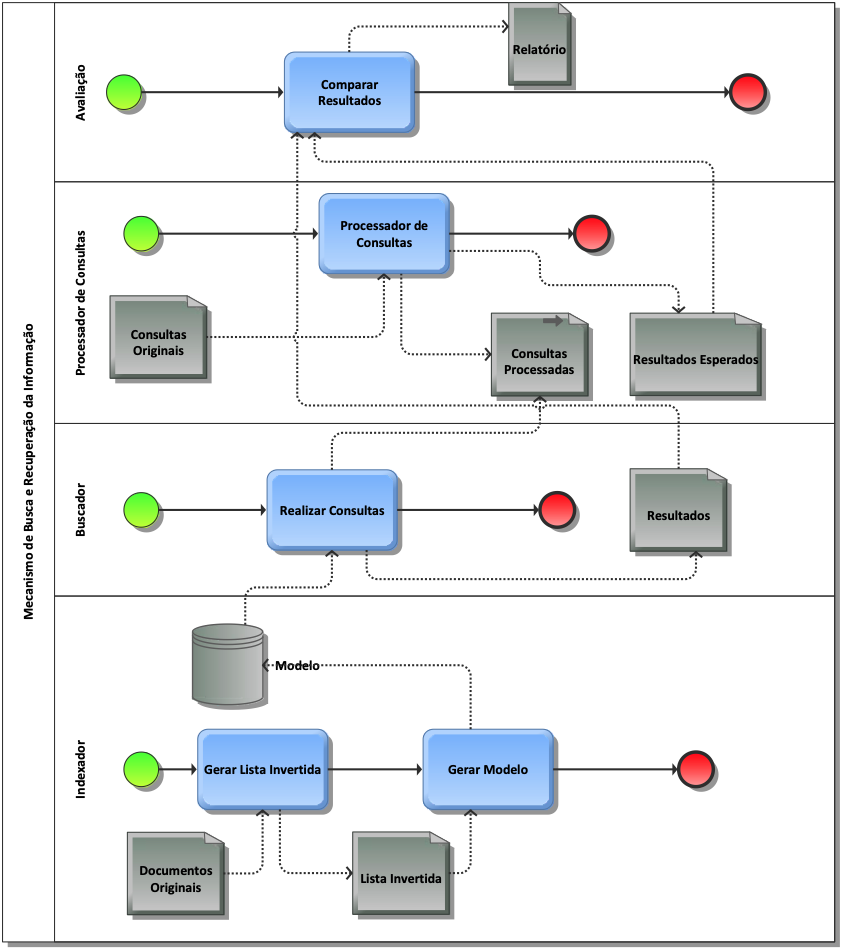 Mecanismo de Busca e Recuperação da Informação
Avaliação
Comparar
Resultados
Relatório
Processador de Consultas
Processador de
Consultas
Consultas
Originais
Consultas
Processadas
Resultados Esperados
Buscador
Realizar Consultas
Resultados
Indexador
Modelo
Gerar Lista Invertida
Gerar Modelo
Documentos
Originais
Lista Invertida